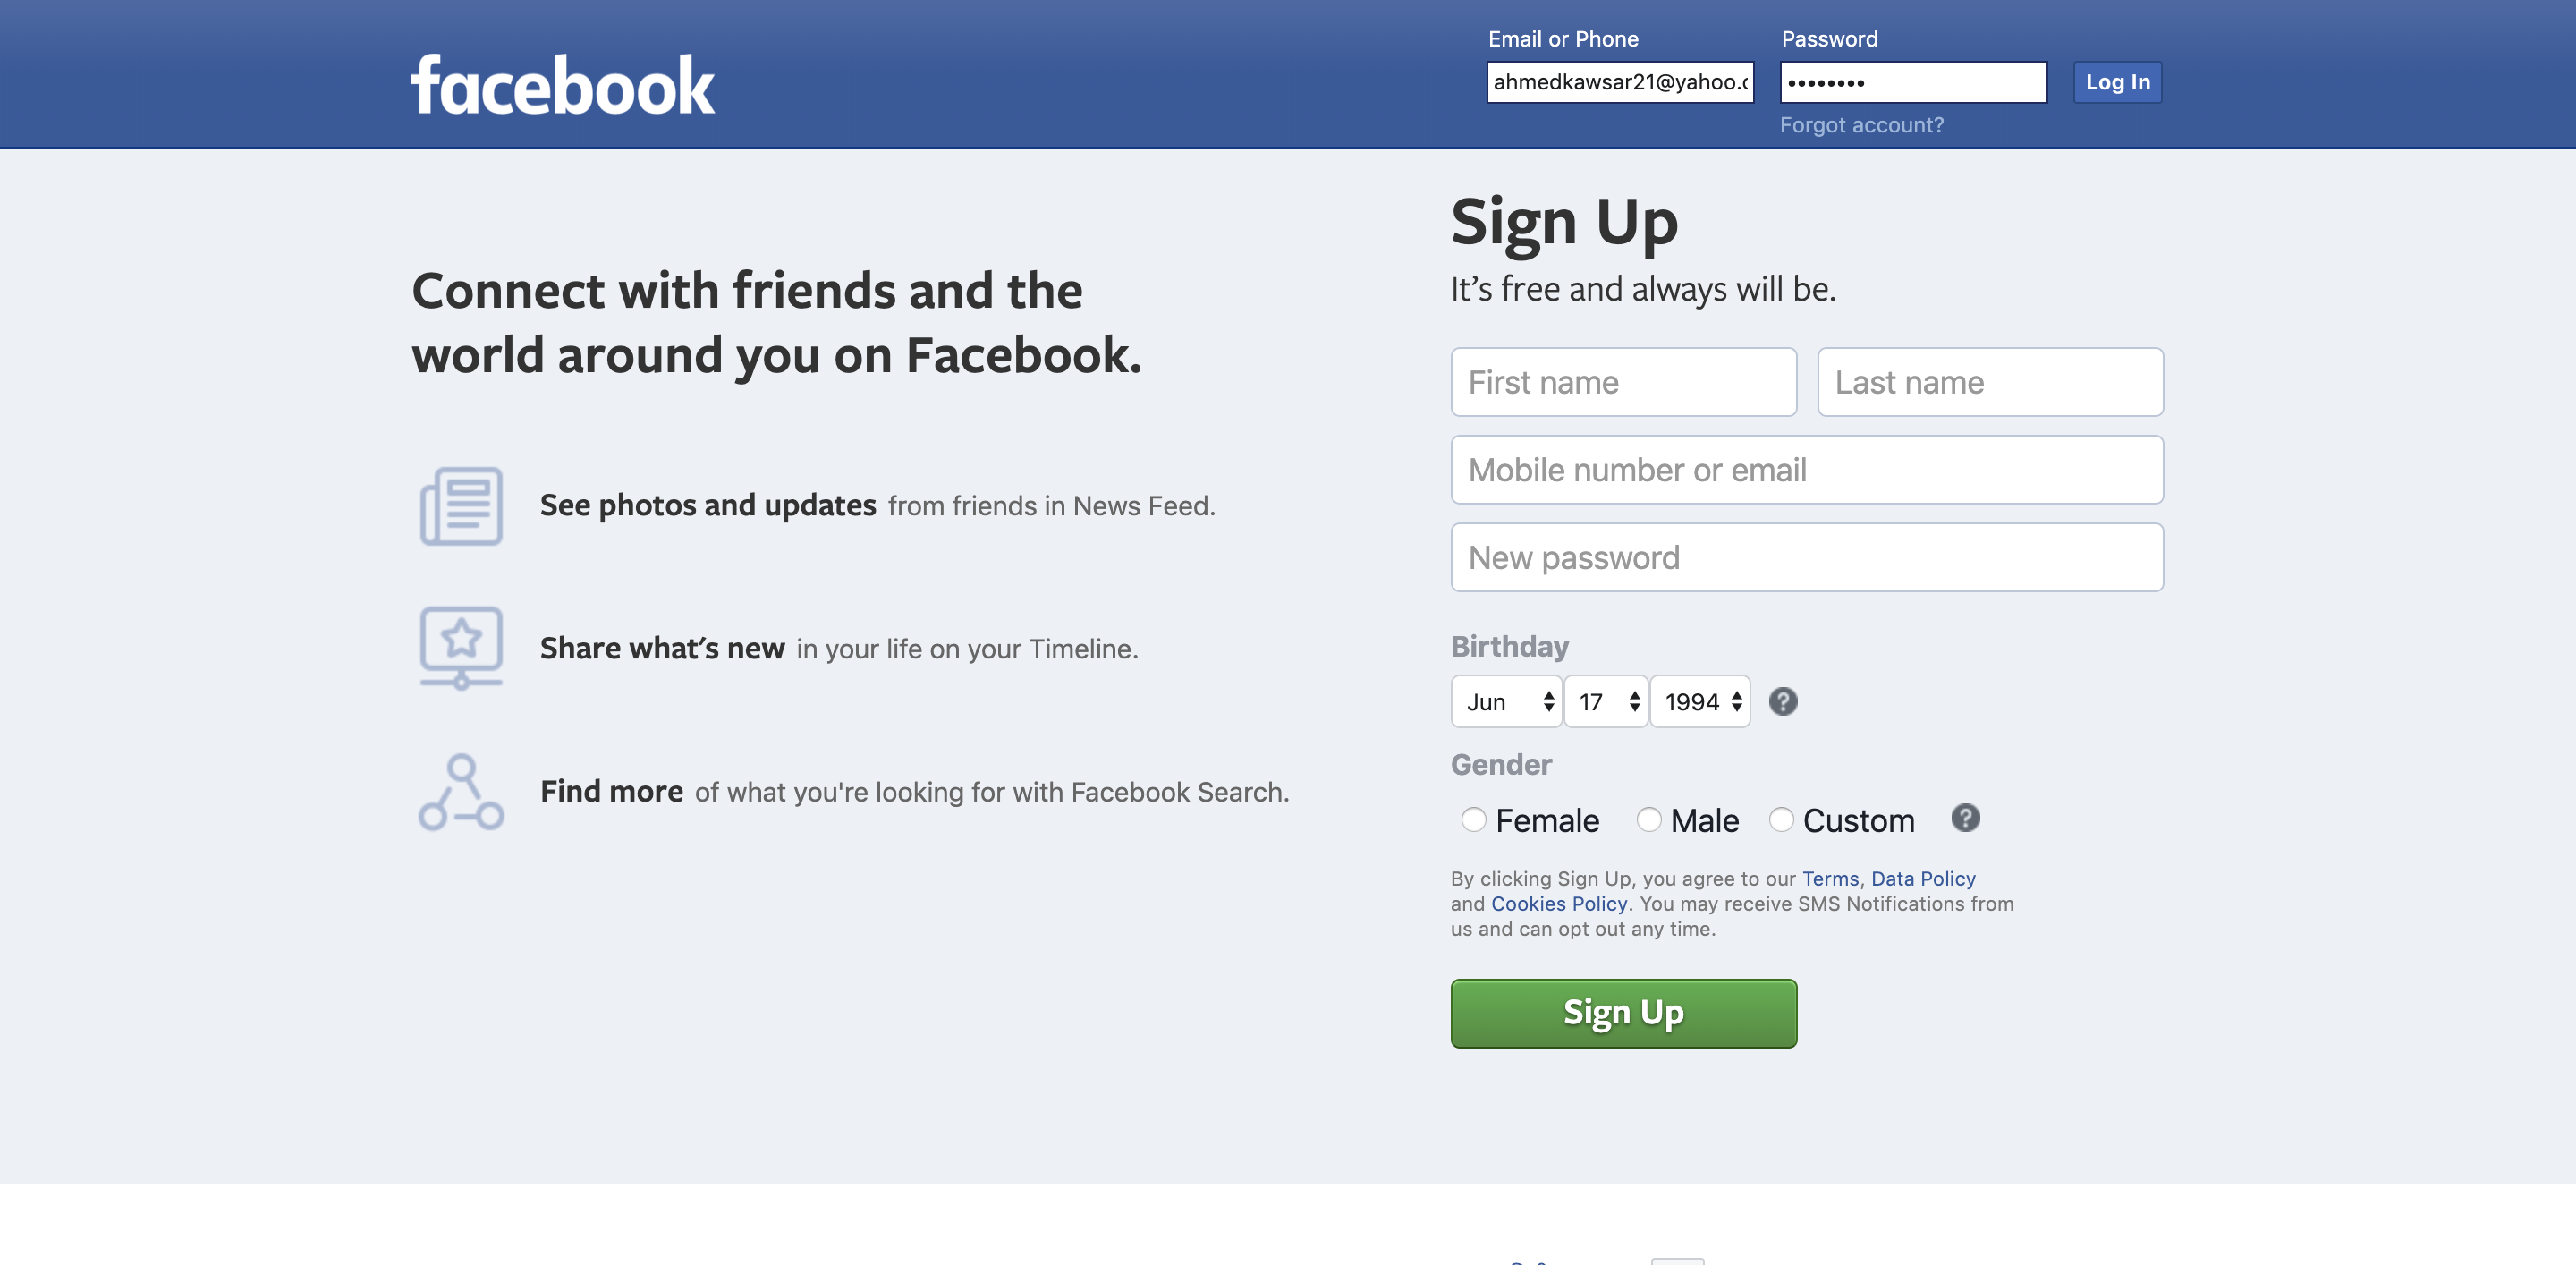 facebook
Email or Phone
Password
ahmedkawsar21@yahoo.c
••••••••
Log In
Forgot account?
Connect with friends and the
world around you on Facebook.
See photos and updates from friends in News Feed.
Share what's new in your life on your Timeline.
Find more of what you're looking for with Facebook Search.
Sign Up
It's free and always will be.
First name
Last name
Mobile number or email
New password
Birthday
Jun 17 1994 ?
Gender
Female Male Custom ?
By clicking Sign Up, you agree to our Terms, Data Policy
and Cookies Policy. You may receive SMS Notifications from
us and can opt out any time.
Sign Up